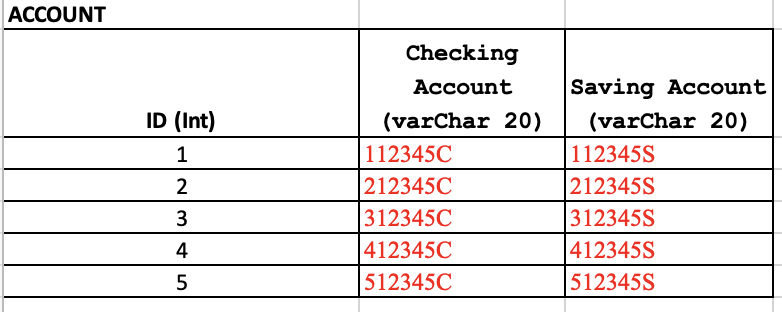 ACCOUNT
ID (Int) Checking Account (varChar 20) Saving Account (varChar 20)
1 112345C 112345S
2 212345C 212345S
3 312345C 312345S
4 412345C 412345S
5 512345C 512345S